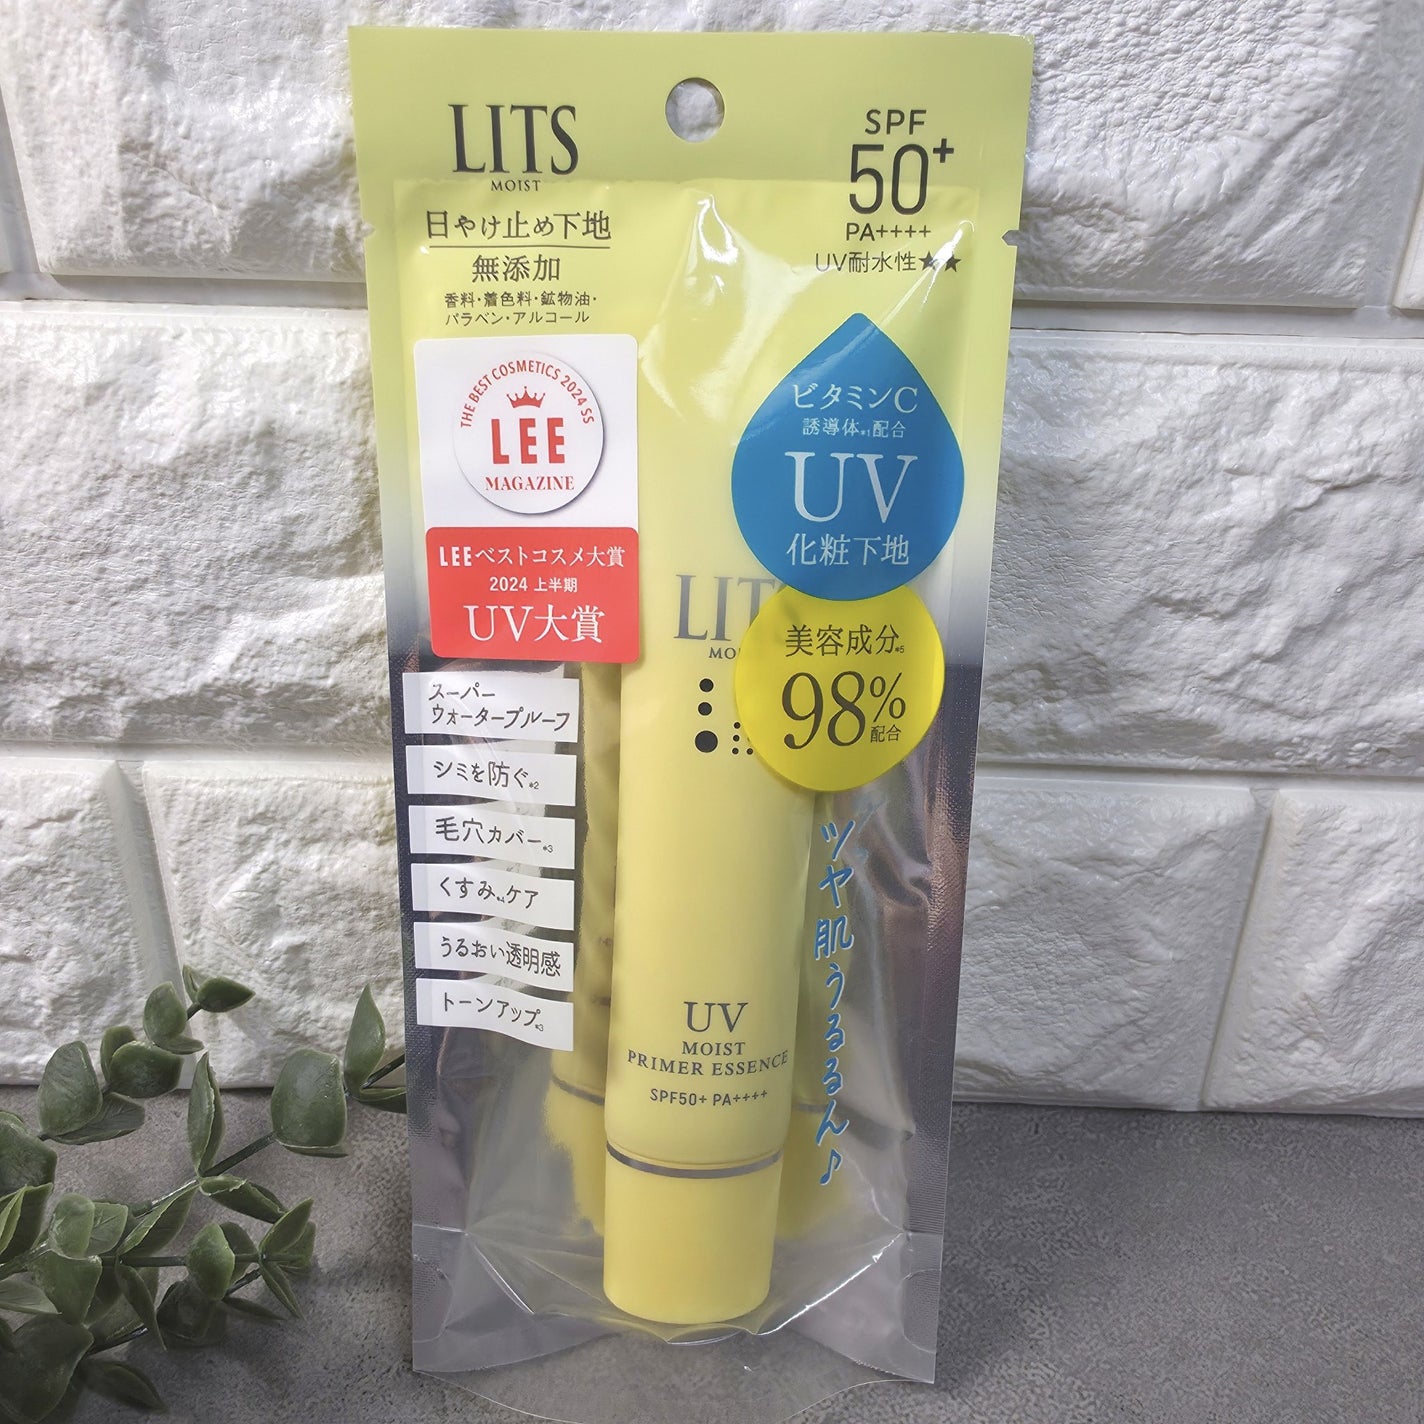 LITS
MOIST
日やけ止め下地
無添加
香料・着色料・鉱物油・
パラベン・アルコール
SPF
50+
PA++++
UV耐水性★★
THE BEST COSMETICS 2024 SS
LEE
MAGAZINE
LEEベストコスメ大賞
2024 上半期
UV大賞
ビタミンC
誘導体※1配合
UV
化粧下地
美容成分※5
98%
配合
スーパー
ウォータープルーフ
シミを防ぐ※2
毛穴カバー※3
くすみ※4ケア
うるおい透明感
トーンアップ※3
ツヤ肌うるるん♪
LIT
MO
UV
MOIST
PRIMER ESSENCE
SPF50+ PA++++